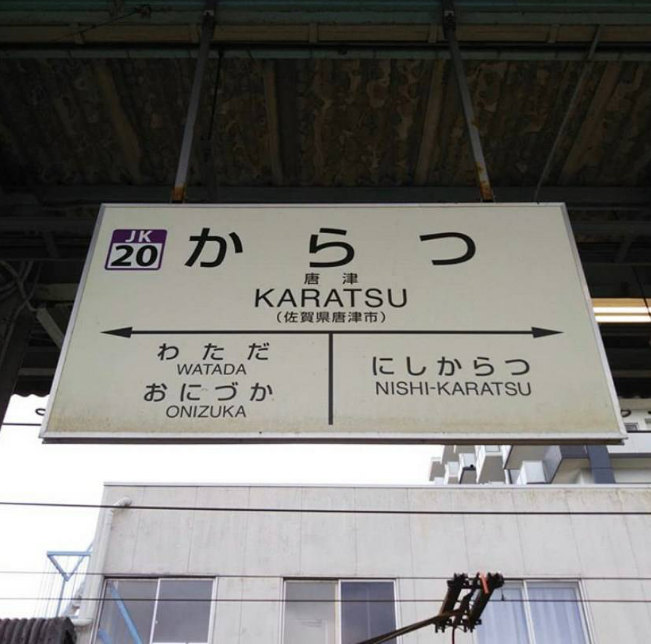 JK
20
からつ
唐津
KARATSU
(佐賀県唐津市)
わただ
WATADA
おにづか
ONIZUKA
にしからつ
NISHI-KARATSU